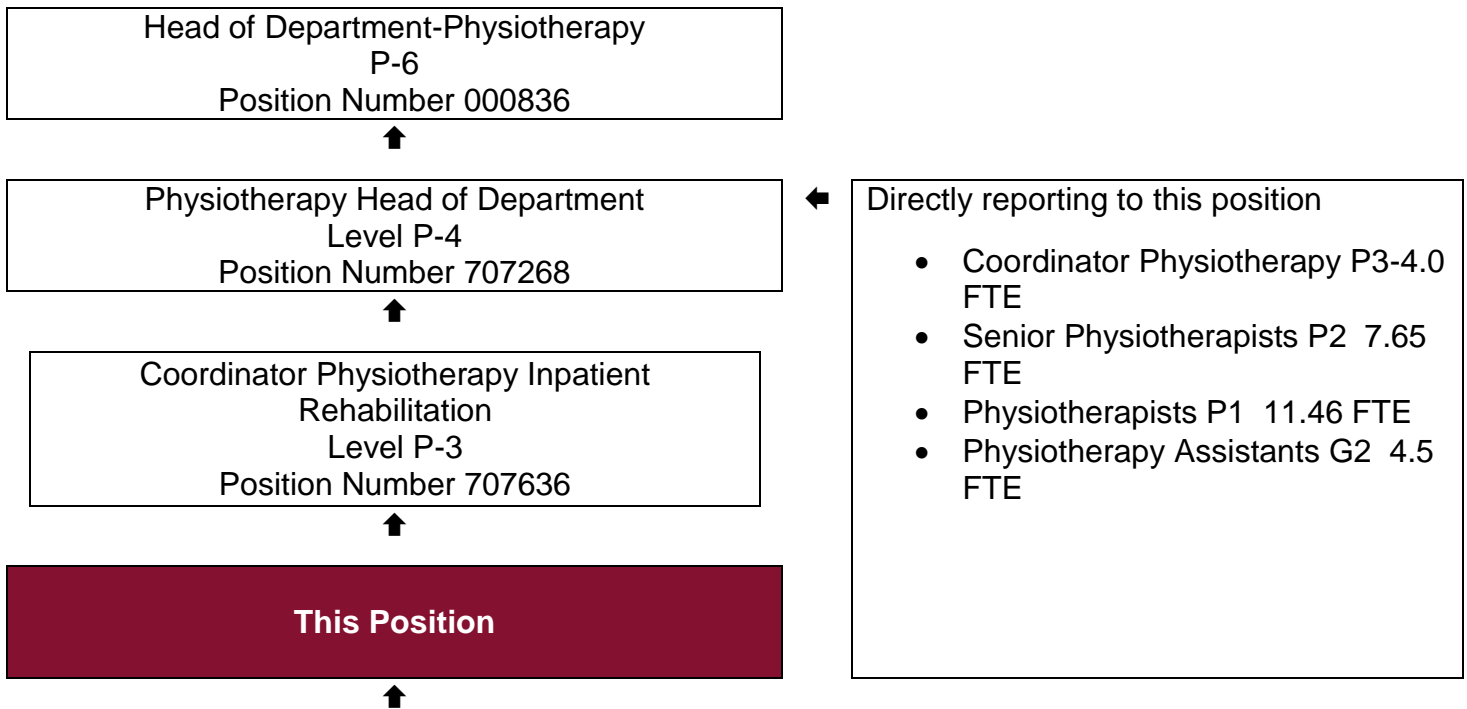 Head of Department-Physiotherapy
P-6
Position Number 000836
Physiotherapy Head of Department
Level P-4
Position Number 707268
Directly reporting to this position
• Coordinator Physiotherapy P3-4.0
FTE
• Senior Physiotherapists P2 7.65
FTE
• Physiotherapists P1 11.46 FTE
• Physiotherapy Assistants G2 4.5
FTE
Coordinator Physiotherapy Inpatient
Rehabilitation
Level P-3
Position Number 707636
This Position